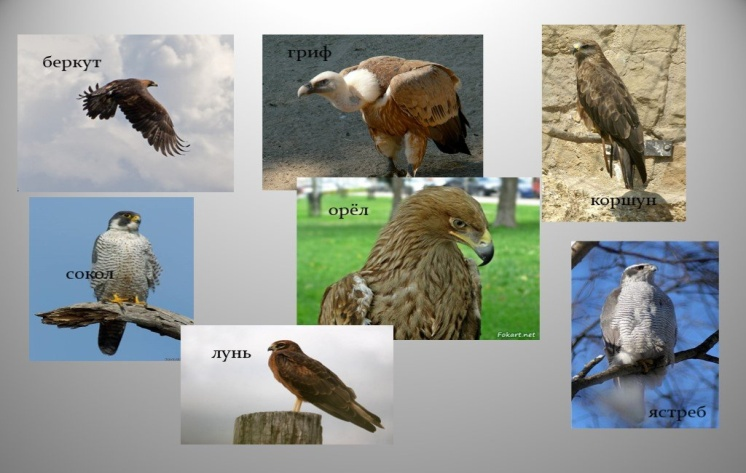 беркут
гриф
коршун
орёл
сокол
Fokart.net
лунь
ястреб